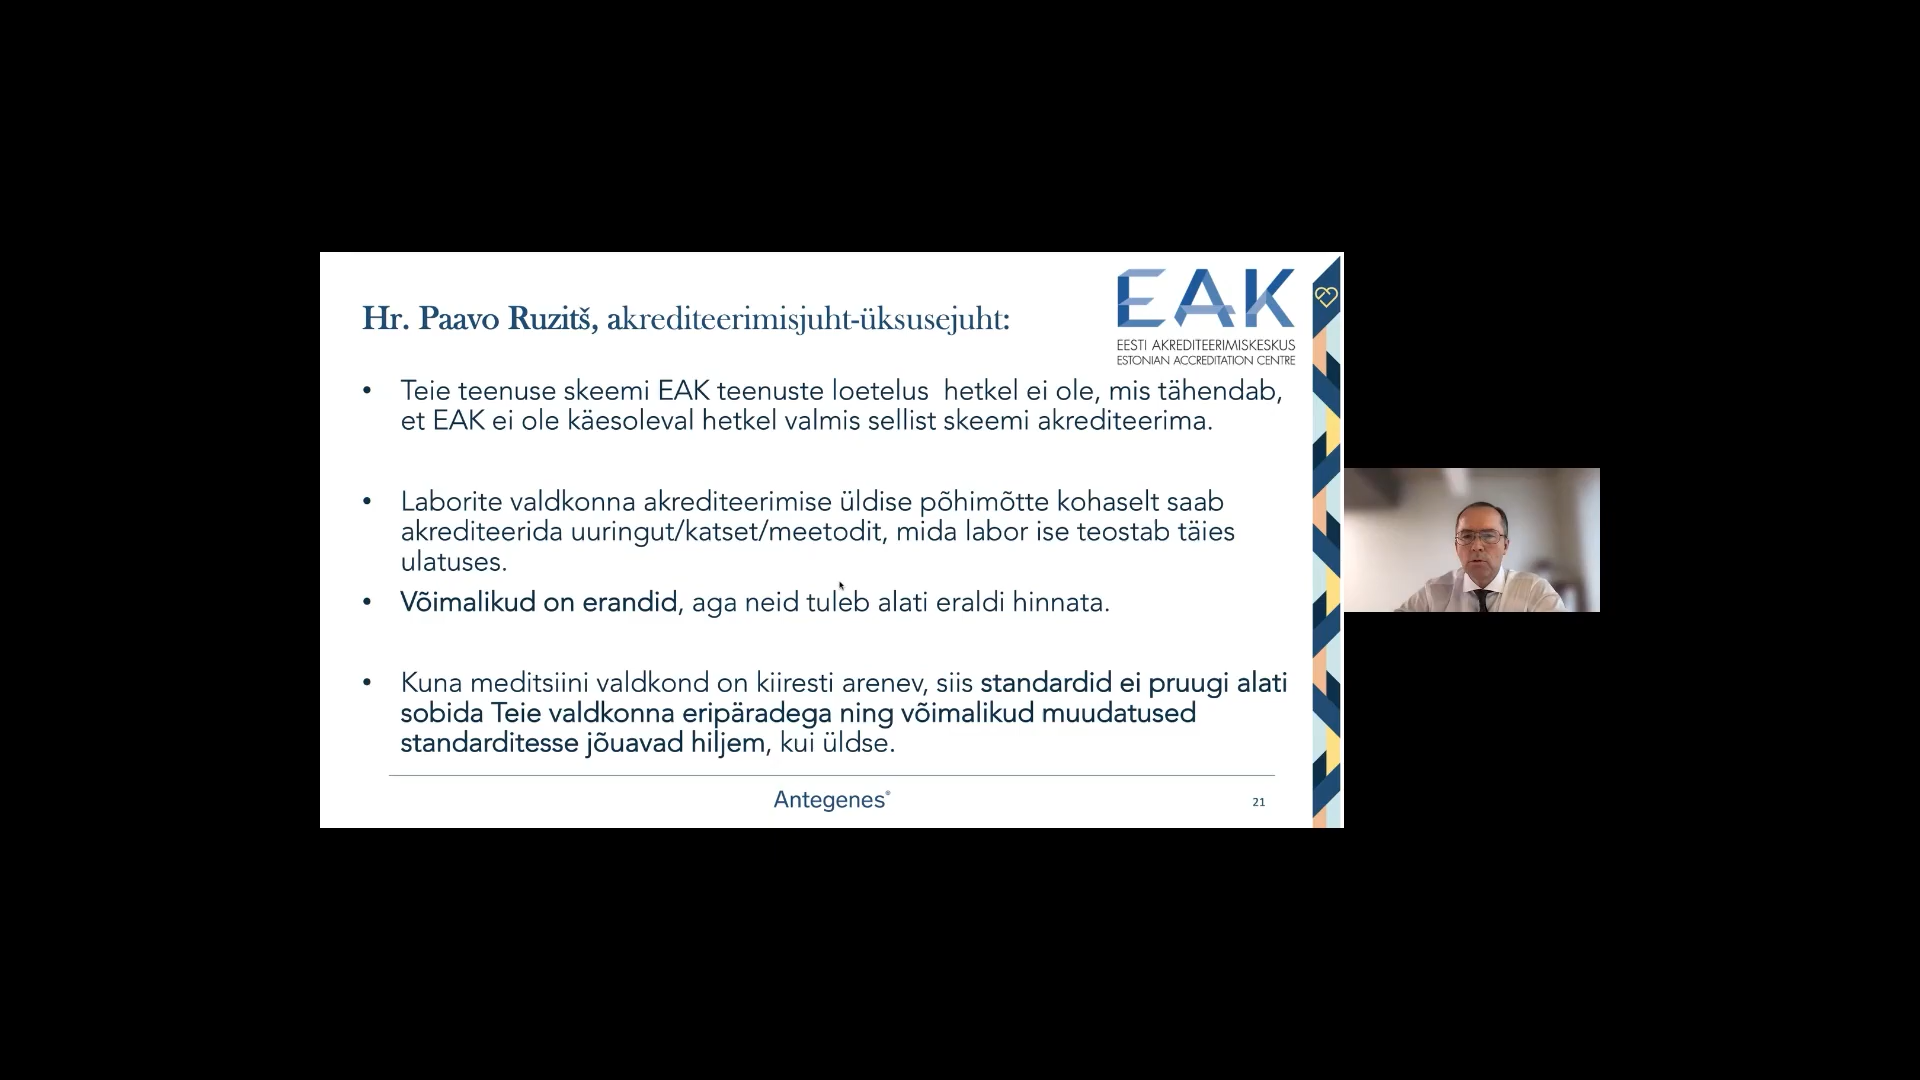 EAK
EESTI AKREDITEERIMISKESKUS
ESTONIAN ACCREDITATION CENTRE
Hr. Paavo Ruzitš, akrediteerimisjuht-üksusejuht:
• Teie teenuse skeemi EAK teenuste loetelus hetkel ei ole, mis tähendab,
et EAK ei ole käesoleval hetkel valmis sellist skeemi akrediteerima.
• Laborite valdkonna akrediteerimise üldise põhimõtte kohaselt saab
akrediteerida uuringut/katset/meetodit, mida labor ise teostab täies
ulatuses.
• Võimalikud on erandid, aga neid tuleb alati eraldi hinnata.
• Kuna meditsiini valdkond on kiiresti arenev, siis standardid ei pruugi alati
sobida Teie valdkonna eripäradega ning võimalikud muudatused
standarditesse jõuavad hiljem, kui üldse.
Antegenes®
21